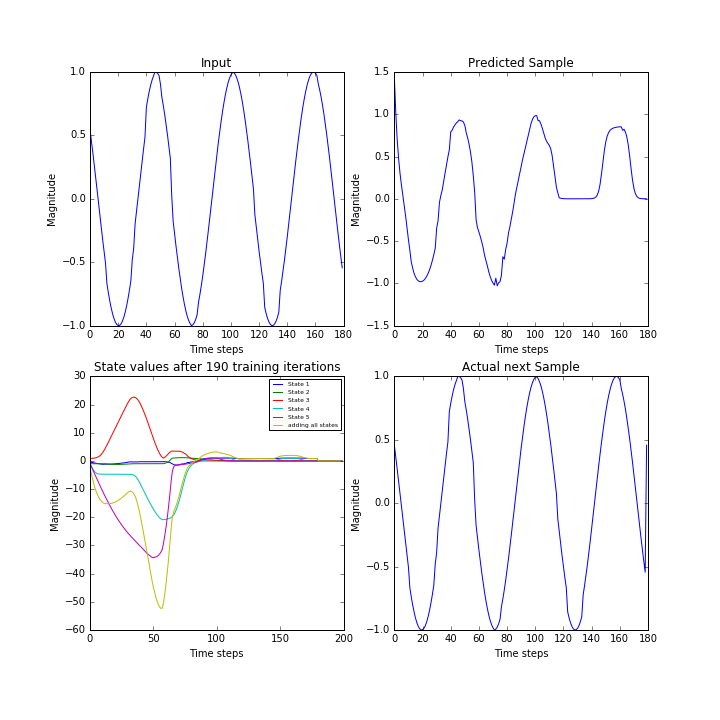 Input
Magnitude
1.0
0.5
0.0
−0.5
−1.0
0 20 40 60 80 100 120 140 160 180
Time steps
Predicted Sample
Magnitude
1.5
1.0
0.5
0.0
−0.5
−1.0
−1.5
0 20 40 60 80 100 120 140 160 180
Time steps
State values after 190 training iterations
Magnitude
30
20
10
0
−10
−20
−30
−40
−50
−60
0 50 100 150 200
Time steps
State 1
State 2
State 3
State 4
State 5
adding all states
Actual next Sample
Magnitude
1.0
0.5
0.0
−0.5
−1.0
0 20 40 60 80 100 120 140 160 180
Time steps